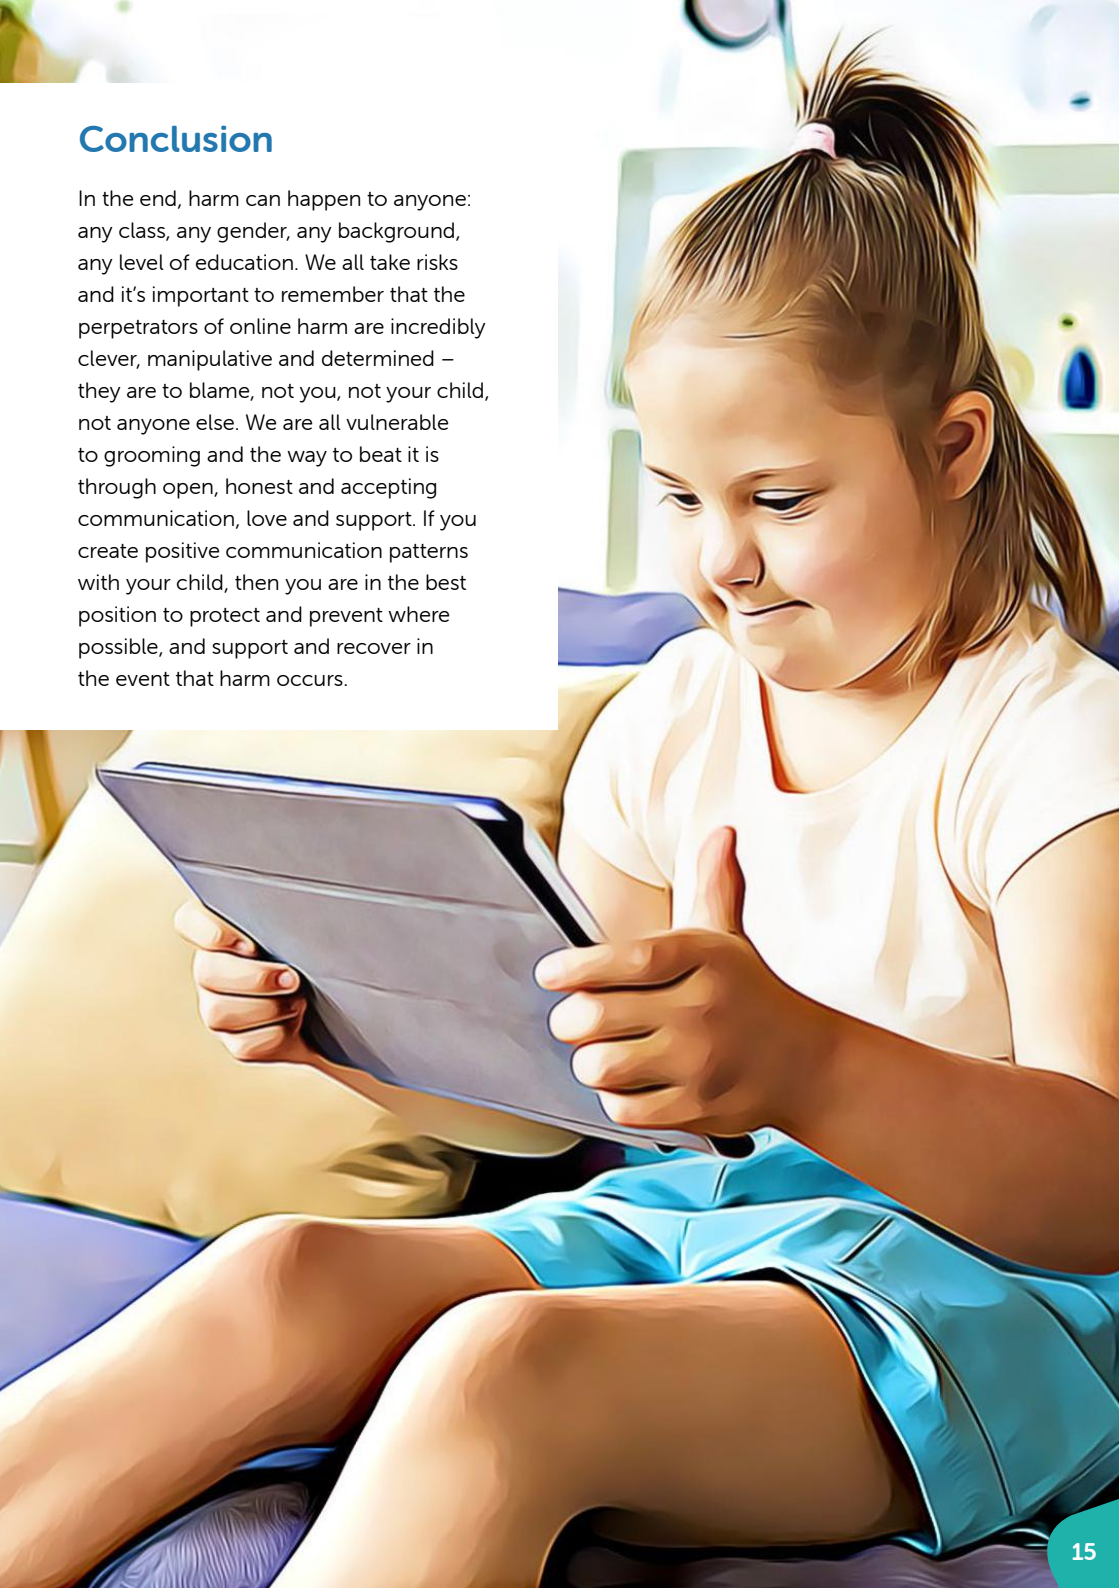 Conclusion
In the end, harm can happen to anyone:
any class, any gender, any background,
any level of education. We all take risks
and it’s important to remember that the
perpetrators of online harm are incredibly
clever, manipulative and determined –
they are to blame, not you, not your child,
not anyone else. We are all vulnerable
to grooming and the way to beat it is
through open, honest and accepting
communication, love and support. If you
create positive communication patterns
with your child, then you are in the best
position to protect and prevent where
possible, and support and recover in
the event that harm occurs.
15